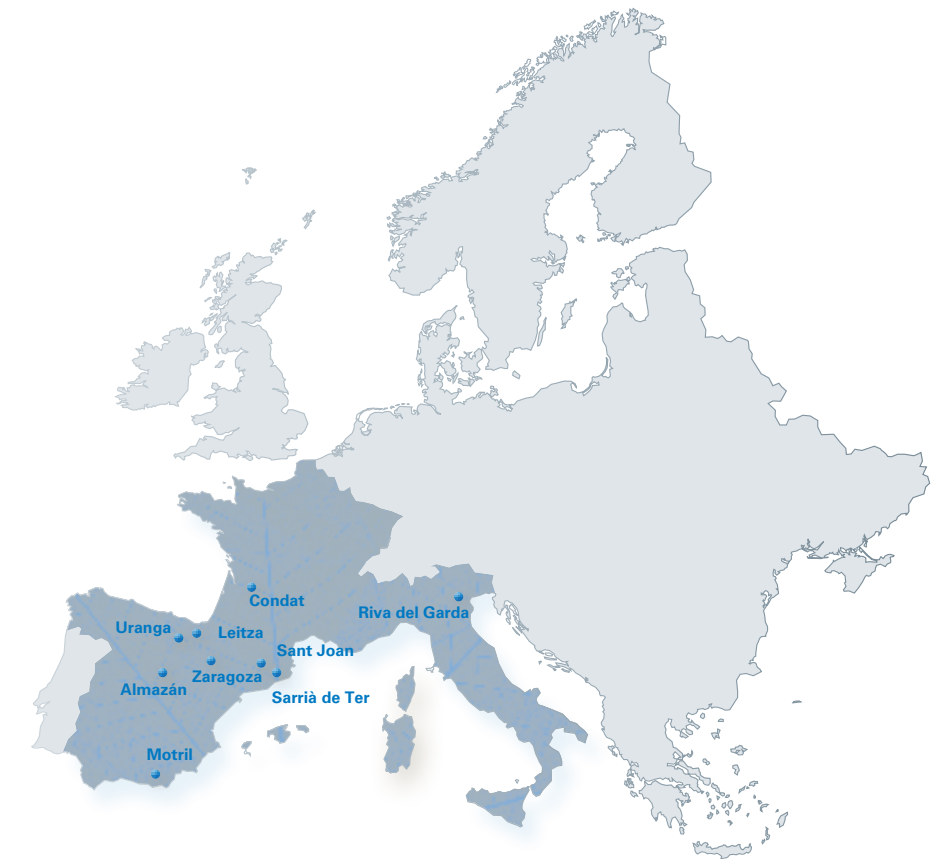 Condat
Riva del Garda
Uranga
Leitza
Sant Joan
Zaragoza
Almazán
Sarrià de Ter
Motril